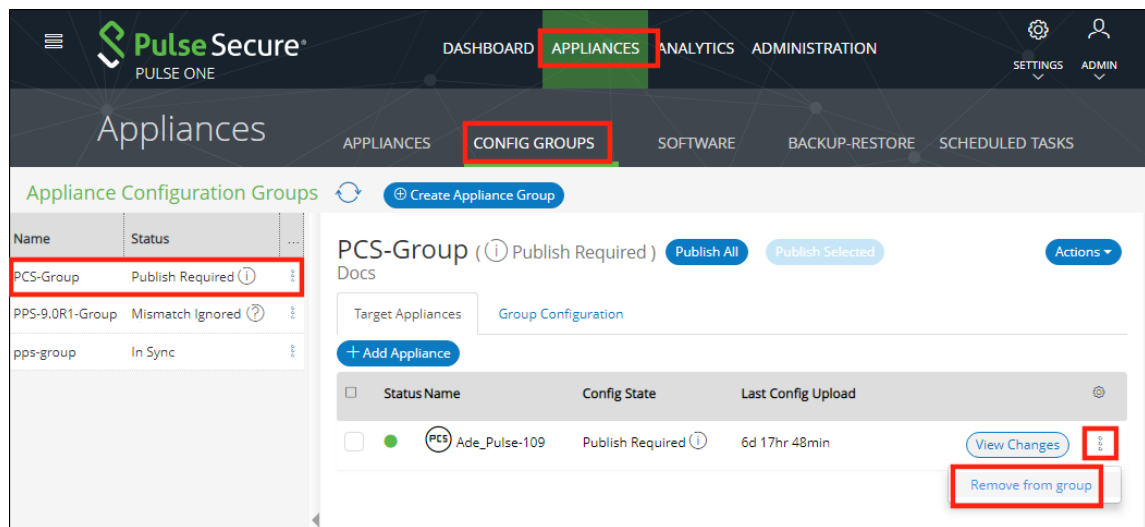 Pulse Secure®
PULSE ONE
DASHBOARD APPLIANCES ANALYTICS ADMINISTRATION
SETTINGS ADMIN
Appliances
APPLIANCES CONFIG GROUPS SOFTWARE BACKUP-RESTORE SCHEDULED TASKS
Appliance Configuration Groups
Create Appliance Group
Name Status ...
PCS-Group Publish Required
PPS-9.0R1-Group Mismatch Ignored
pps-group In Sync
PCS-Group ( Publish Required ) Publish All Publish Selected Actions
Docs
Target Appliances Group Configuration
+ Add Appliance
Status Name Config State Last Config Upload
PCS Ade_Pulse-109 Publish Required 6d 17hr 48min View Changes
Remove from group